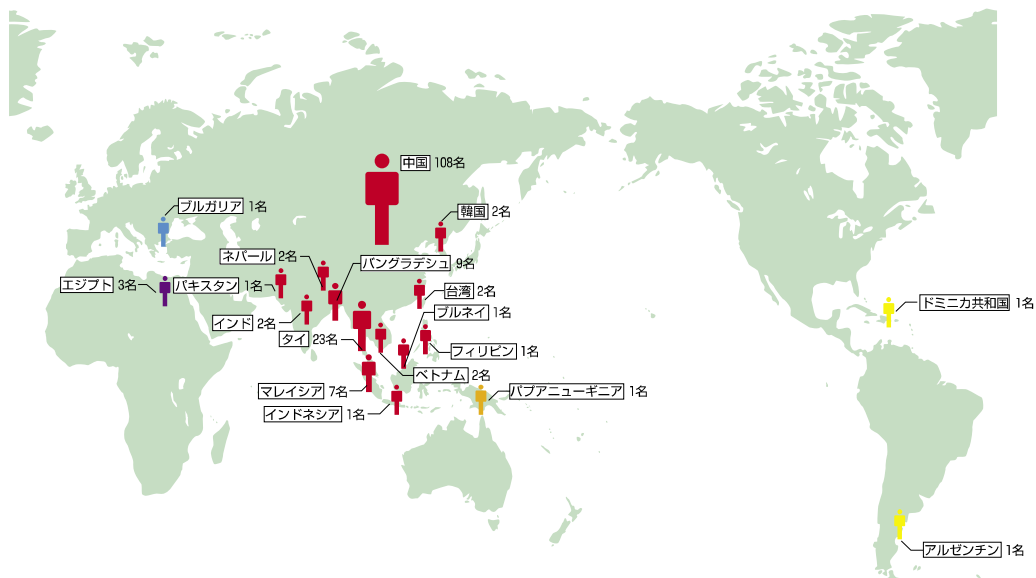 中国 108名
ブルガリア 1名
韓国 2名
ネパール 2名
バングラデシュ 9名
エジプト 3名
パキスタン 1名
台湾 2名
ドミニカ共和国 1名
ブルネイ 1名
インド 2名
タイ 23名
フィリピン 1名
ベトナム 2名
マレイシア 7名
パプアニューギニア 1名
インドネシア 1名
アルゼンチン 1名